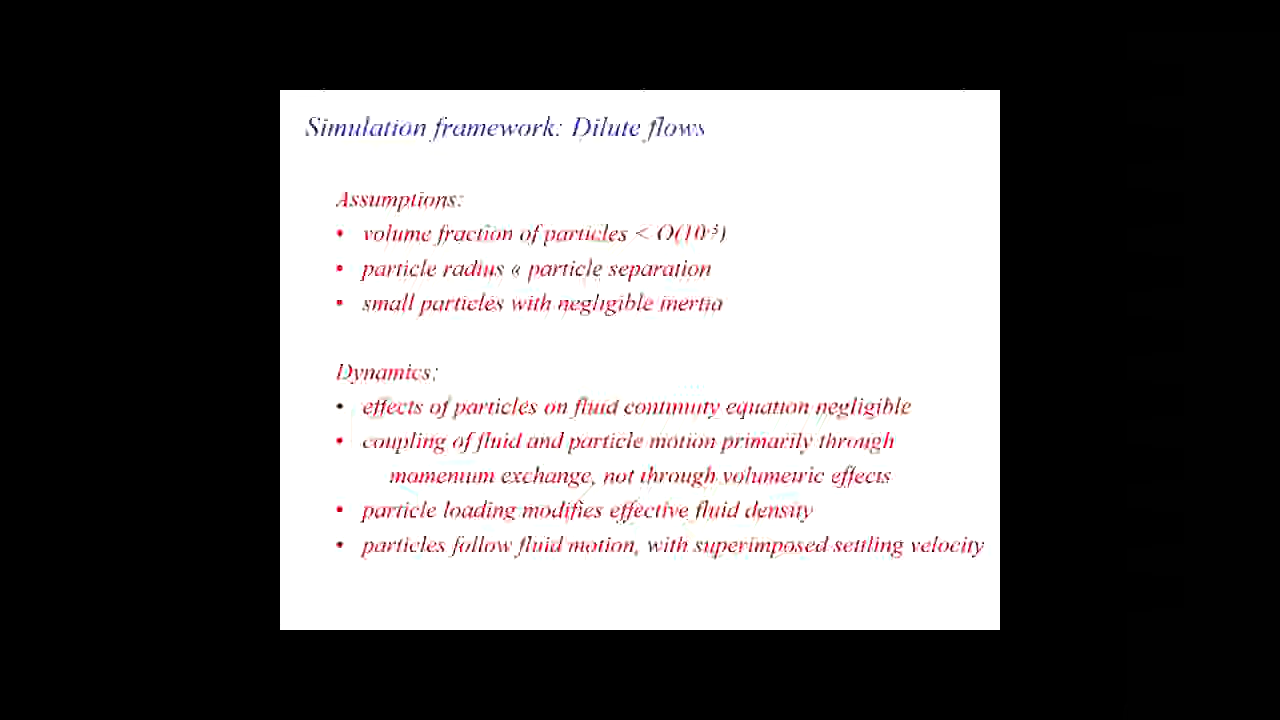 Simulation framework: Dilute flows
Assumptions:
• volume fraction of particles < O(10⁻³)
• particle radius « particle separation
• small particles with negligible inertia
Dynamics:
• effects of particles on fluid continuity equation negligible
• coupling of fluid and particle motion primarily through
momentum exchange, not through volumetric effects
• particle loading modifies effective fluid density
• particles follow fluid motion, with superimposed settling velocity